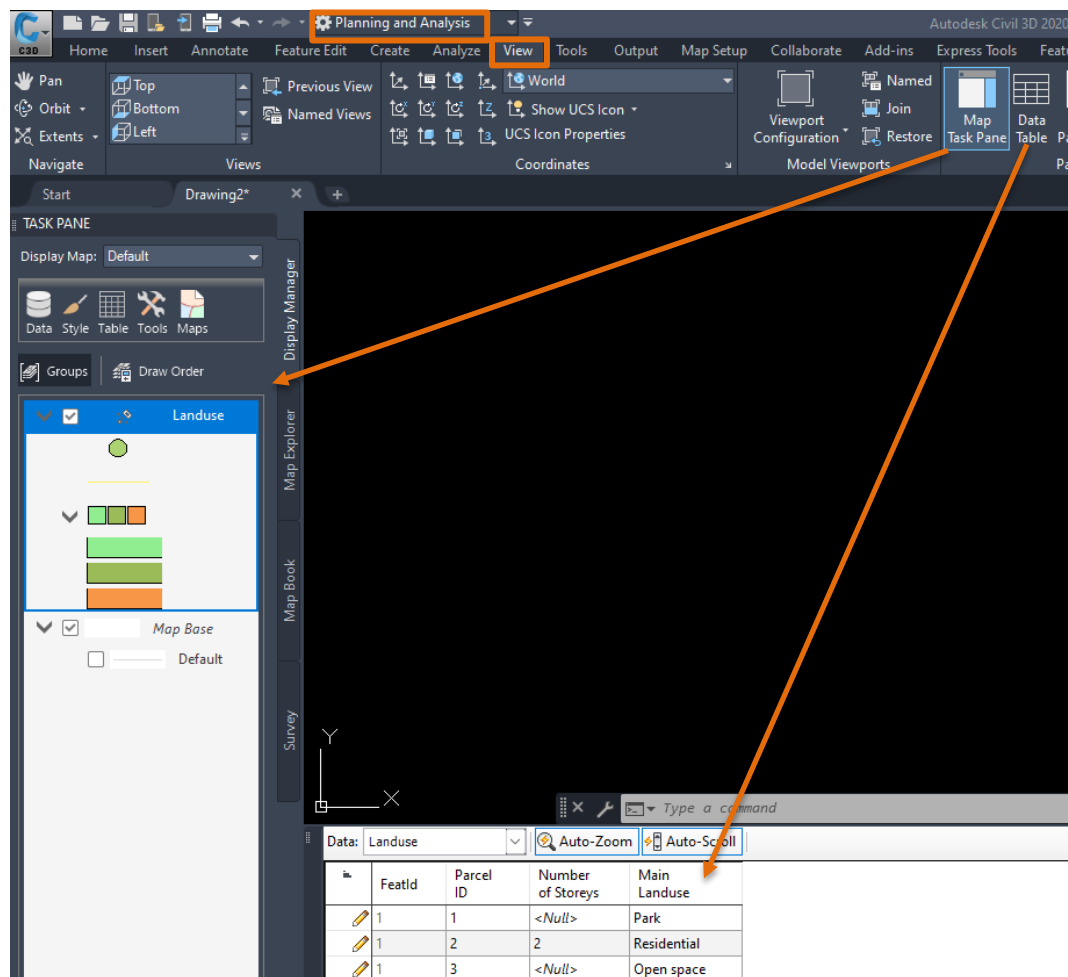 Planning and Analysis
Autodesk Civil 3D 2020
C3D Home Insert Annotate Feature Edit Create Analyze View Tools Output Map Setup Collaborate Add-ins Express Tools Featu
Pan
Orbit
Extents
Navigate
Top
Bottom
Left
Views
Previous View
Named Views
World
Show UCS Icon
UCS Icon Properties
Coordinates
Viewport
Configuration
Named
Join
Restore
Model Viewports
Map
Task Pane
Data
Table
Pa
Pa
Start Drawing2* +
TASK PANE
Display Map: Default
Data Style Table Tools Maps
Groups Draw Order
Landuse
Map Base
Default
Display Manager
Map Explorer
Map Book
Survey
Y
X
Type a command
Data: Landuse Auto-Zoom Auto-Scroll
FeatId Parcel ID Number of Storeys Main Landuse
1 1 <Null> Park
1 2 2 Residential
1 3 <Null> Open space